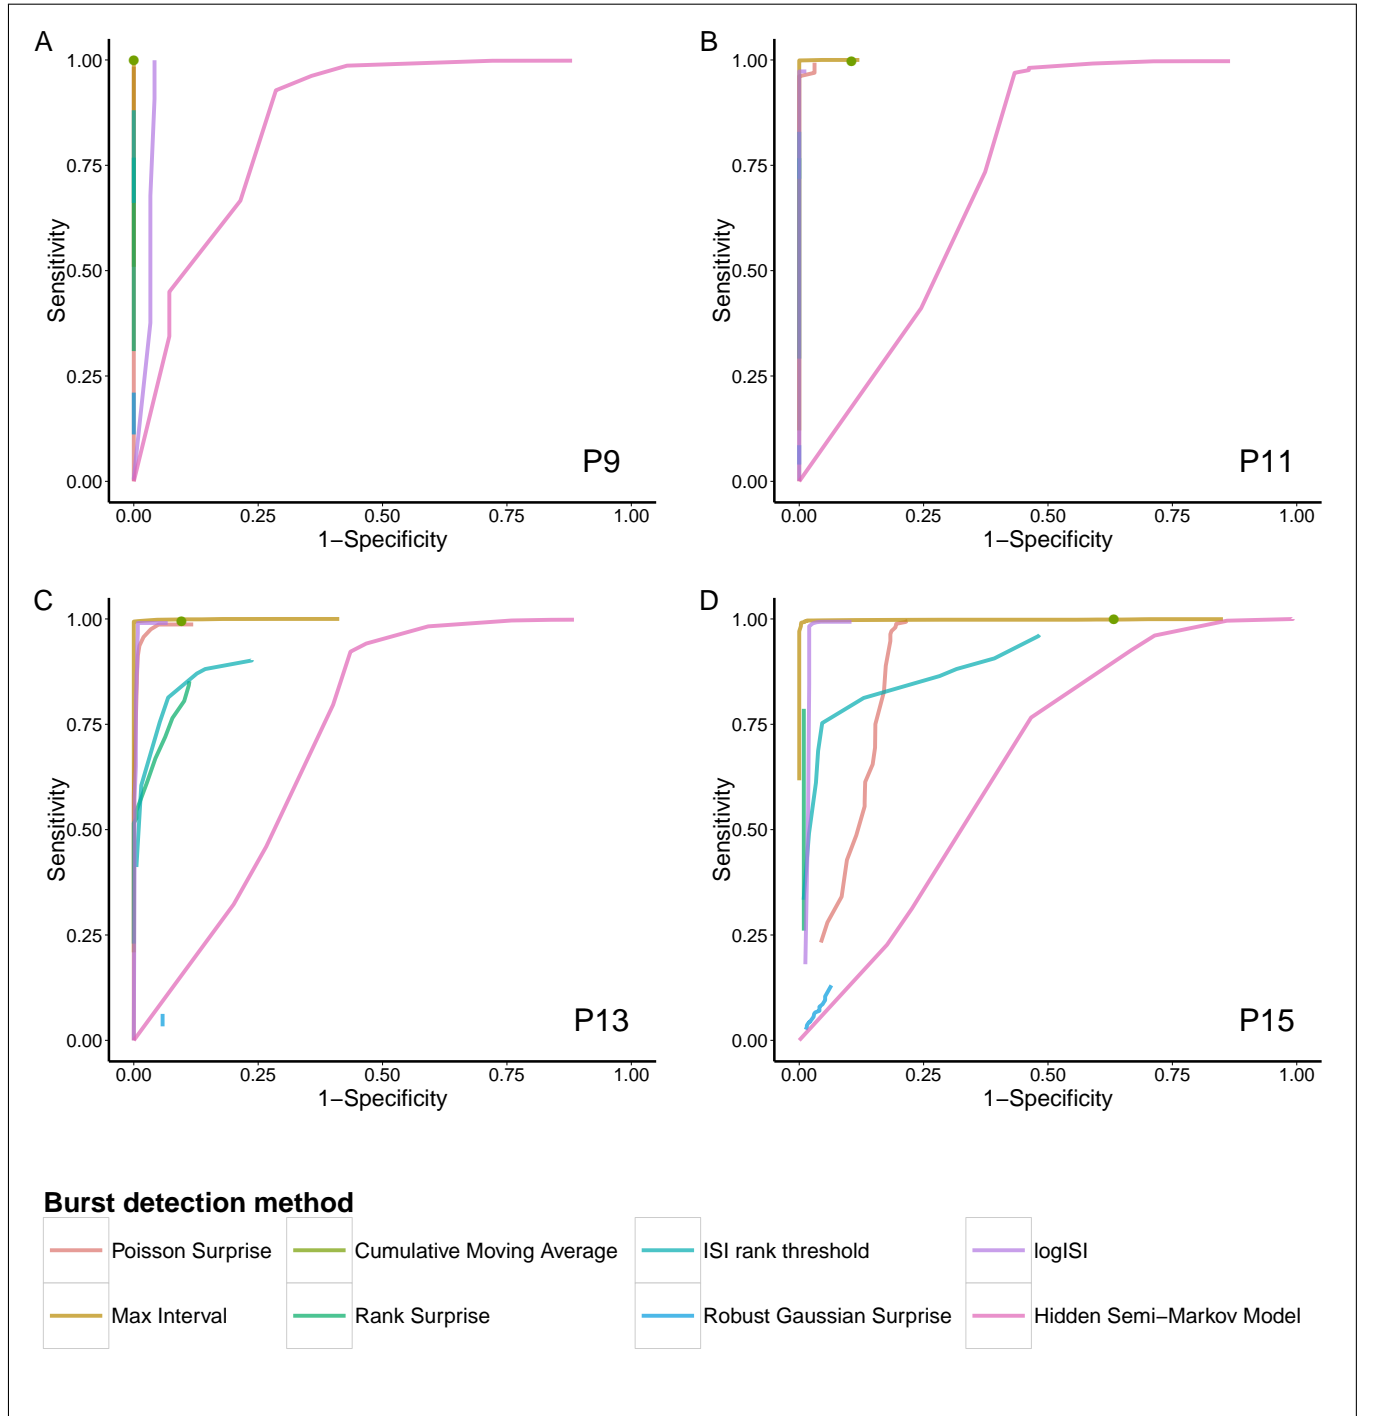 A
1.00
0.75
0.50
0.25
0.00
Sensitivity
0.00 0.25 0.50 0.75 1.00
1−Specificity
P9
B
1.00
0.75
0.50
0.25
0.00
Sensitivity
0.00 0.25 0.50 0.75 1.00
1−Specificity
P11
C
1.00
0.75
0.50
0.25
0.00
Sensitivity
0.00 0.25 0.50 0.75 1.00
1−Specificity
P13
D
1.00
0.75
0.50
0.25
0.00
Sensitivity
0.00 0.25 0.50 0.75 1.00
1−Specificity
P15
Burst detection method
Poisson Surprise Cumulative Moving Average ISI rank threshold logISI
Max Interval Rank Surprise Robust Gaussian Surprise Hidden Semi−Markov Model